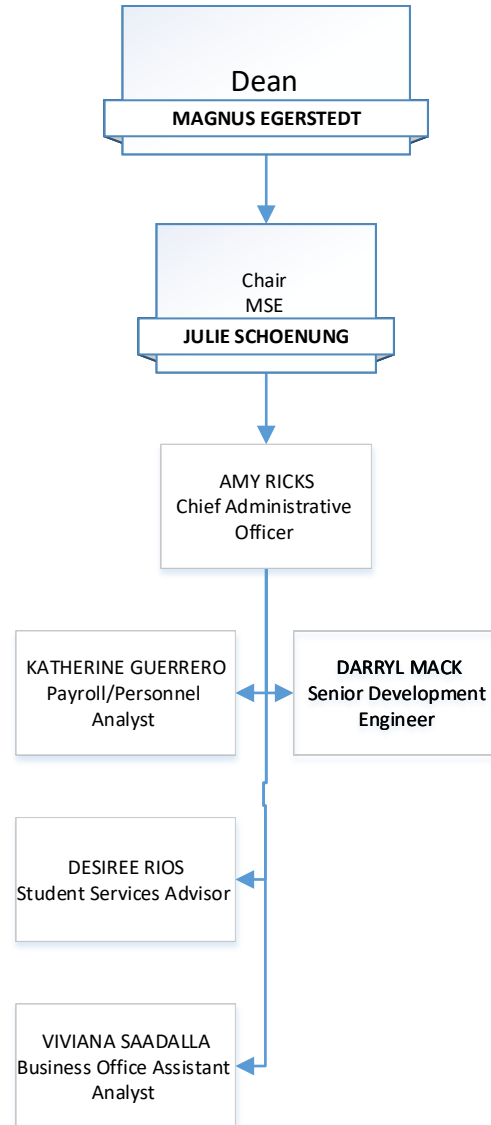 Dean
MAGNUS EGERSTEDT
Chair
MSE
JULIE SCHOENUNG
AMY RICKS
Chief Administrative
Officer
KATHERINE GUERRERO
Payroll/Personnel
Analyst
DARRYL MACK
Senior Development
Engineer
DESIREE RIOS
Student Services Advisor
VIVIANA SAADALLA
Business Office Assistant
Analyst